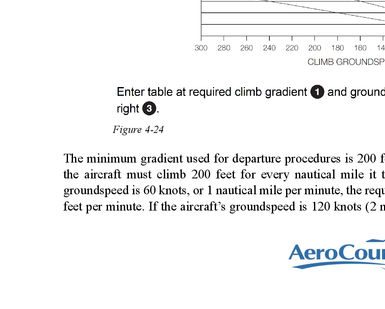 300 280 260 240 220 200 180 160
CLIMB GROUNDSP
Enter table at required climb gradient 1 and ground
right 3.
Figure 4-24
The minimum gradient used for departure procedures is 200 f
the aircraft must climb 200 feet for every nautical mile it t
groundspeed is 60 knots, or 1 nautical mile per minute, the requ
feet per minute. If the aircraft's groundspeed is 120 knots (2 n
AeroCour